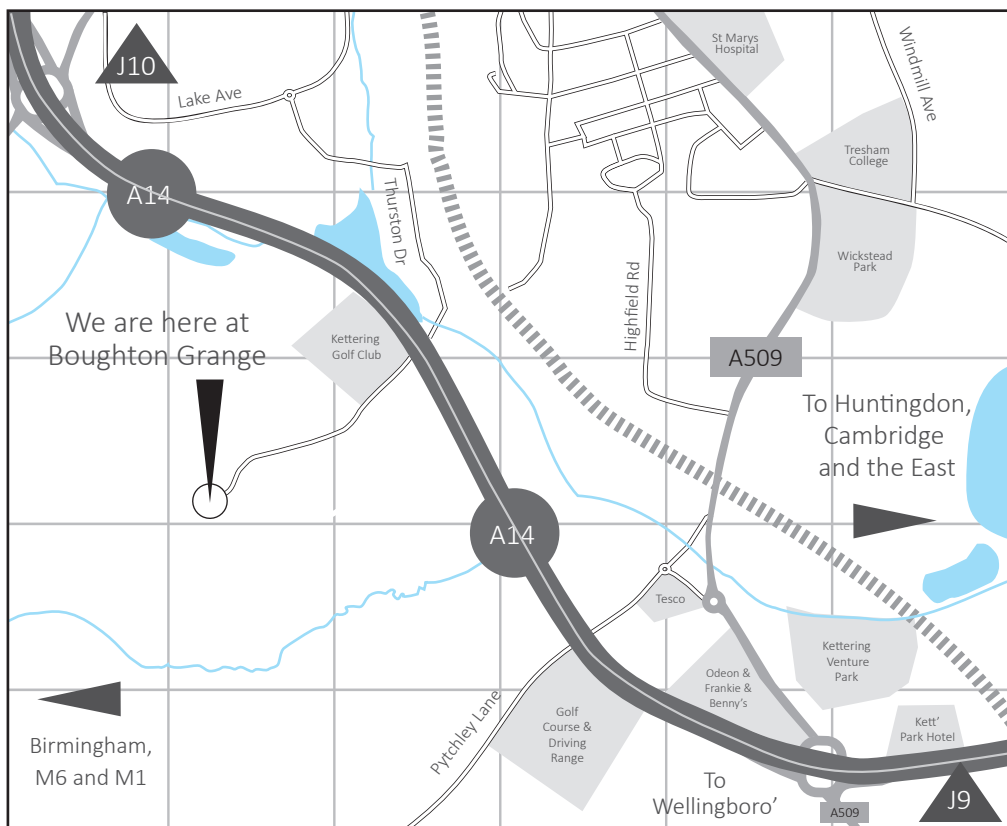 St Marys
Hospital
J10
Windmill Ave
Lake Ave
Tresham
College
A14
Thurston Dr
Wickstead
Park
Highfield Rd
We are here at
Boughton Grange
Kettering
Golf Club
A509
To Huntingdon,
Cambridge
and the East
A14
Tesco
Kettering
Venture
Park
Odeon &
Frankie &
Benny's
Pytchley Lane
Golf
Course &
Driving
Range
Kett'
Park Hotel
Birmingham,
M6 and M1
To
Wellingboro'
J9
A509